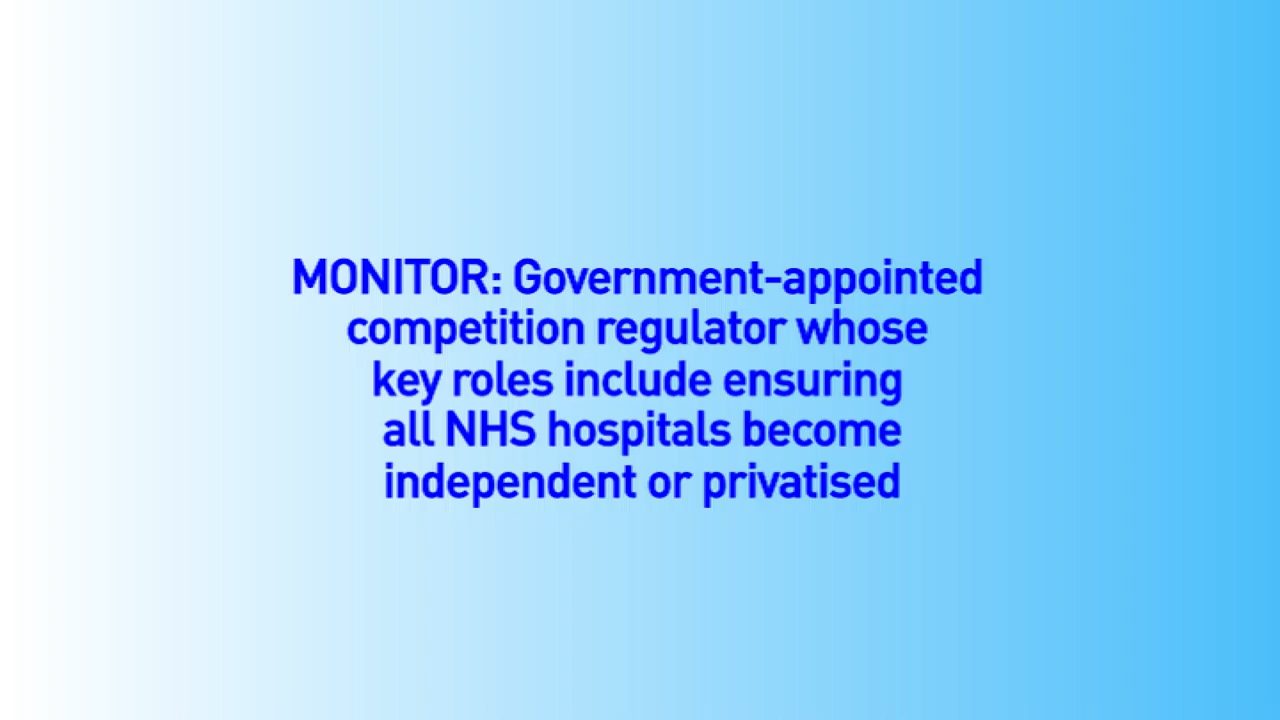 MONITOR: Government-appointed
competition regulator whose
key roles include ensuring
all NHS hospitals become
independent or privatised